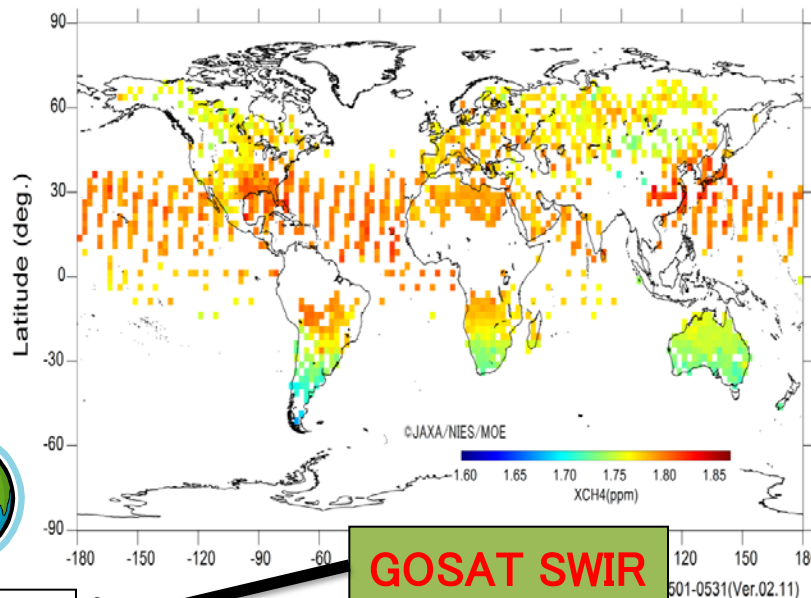 Latitude (deg.)
90
60
30
0
-30
-60
-90
©JAXA/NIES/MOE
1.60 1.65 1.70 1.75 1.80 1.85
XCH4(ppm)
-180 -150 -120 -90 -60 120 150
GOSAT SWIR
501-0531(Ver.02.11)